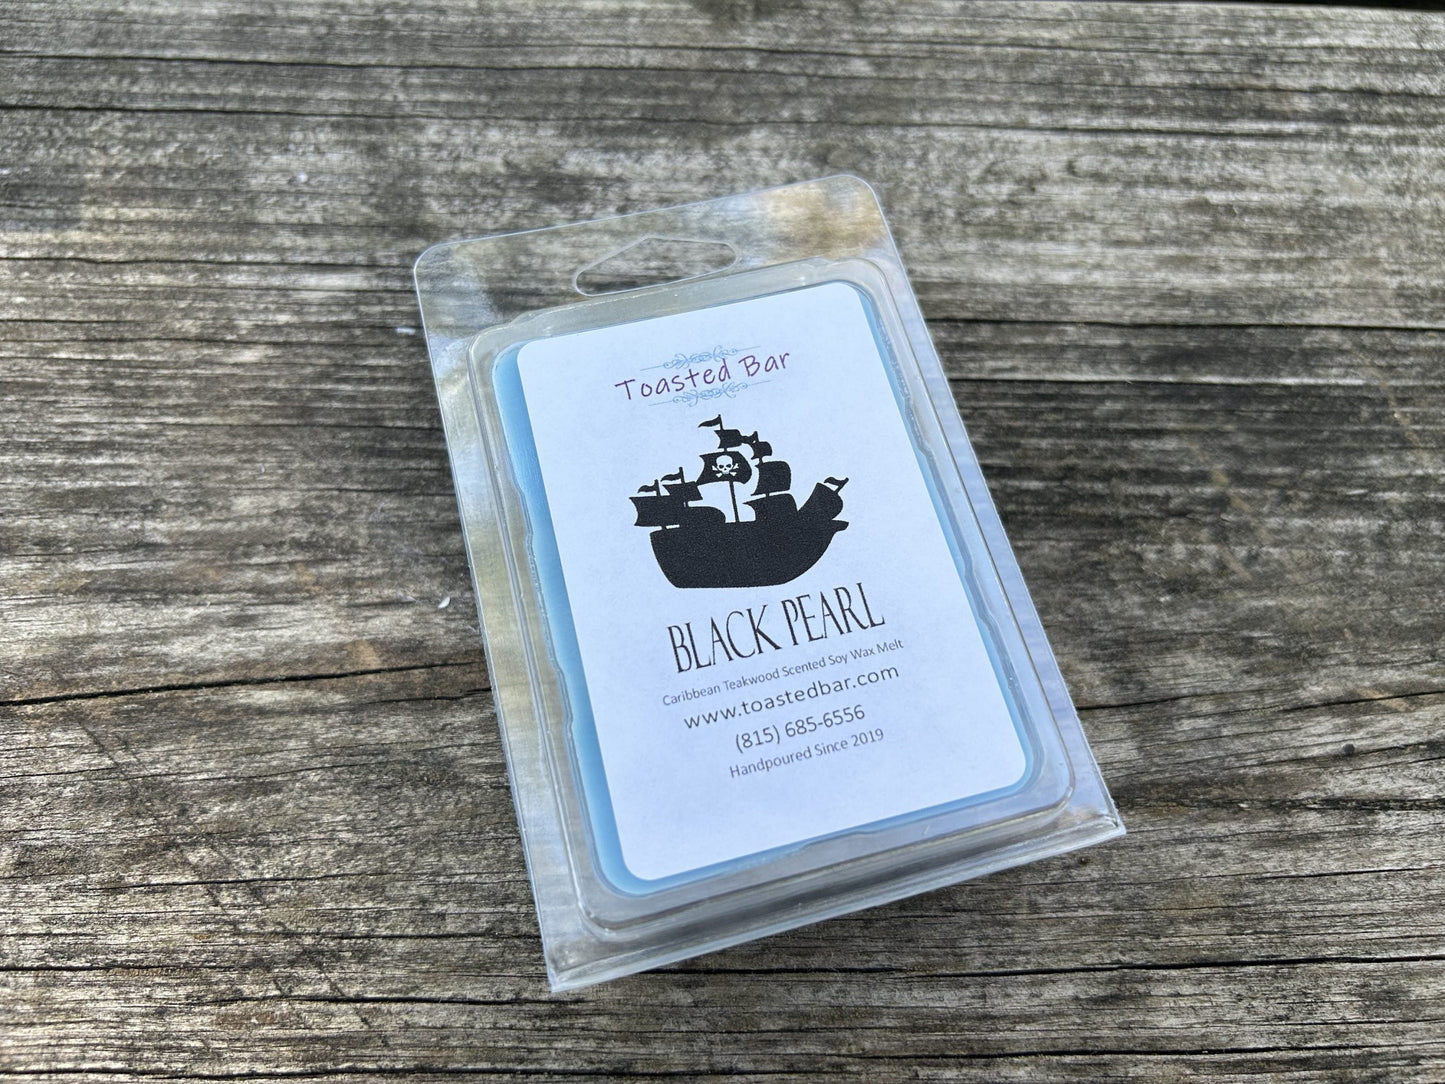 Toasted Bar
BLACK PEARL
Caribbean Teakwood Scented Soy Wax Melt
www.toastedbar.com
(815) 685-6556
Handpoured Since 2019